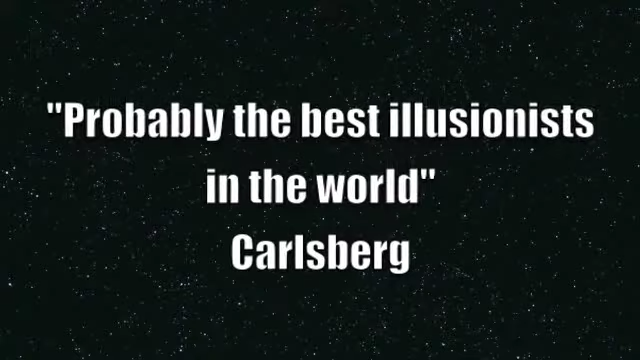 "Probably the best illusionists
in the world"
Carlsberg